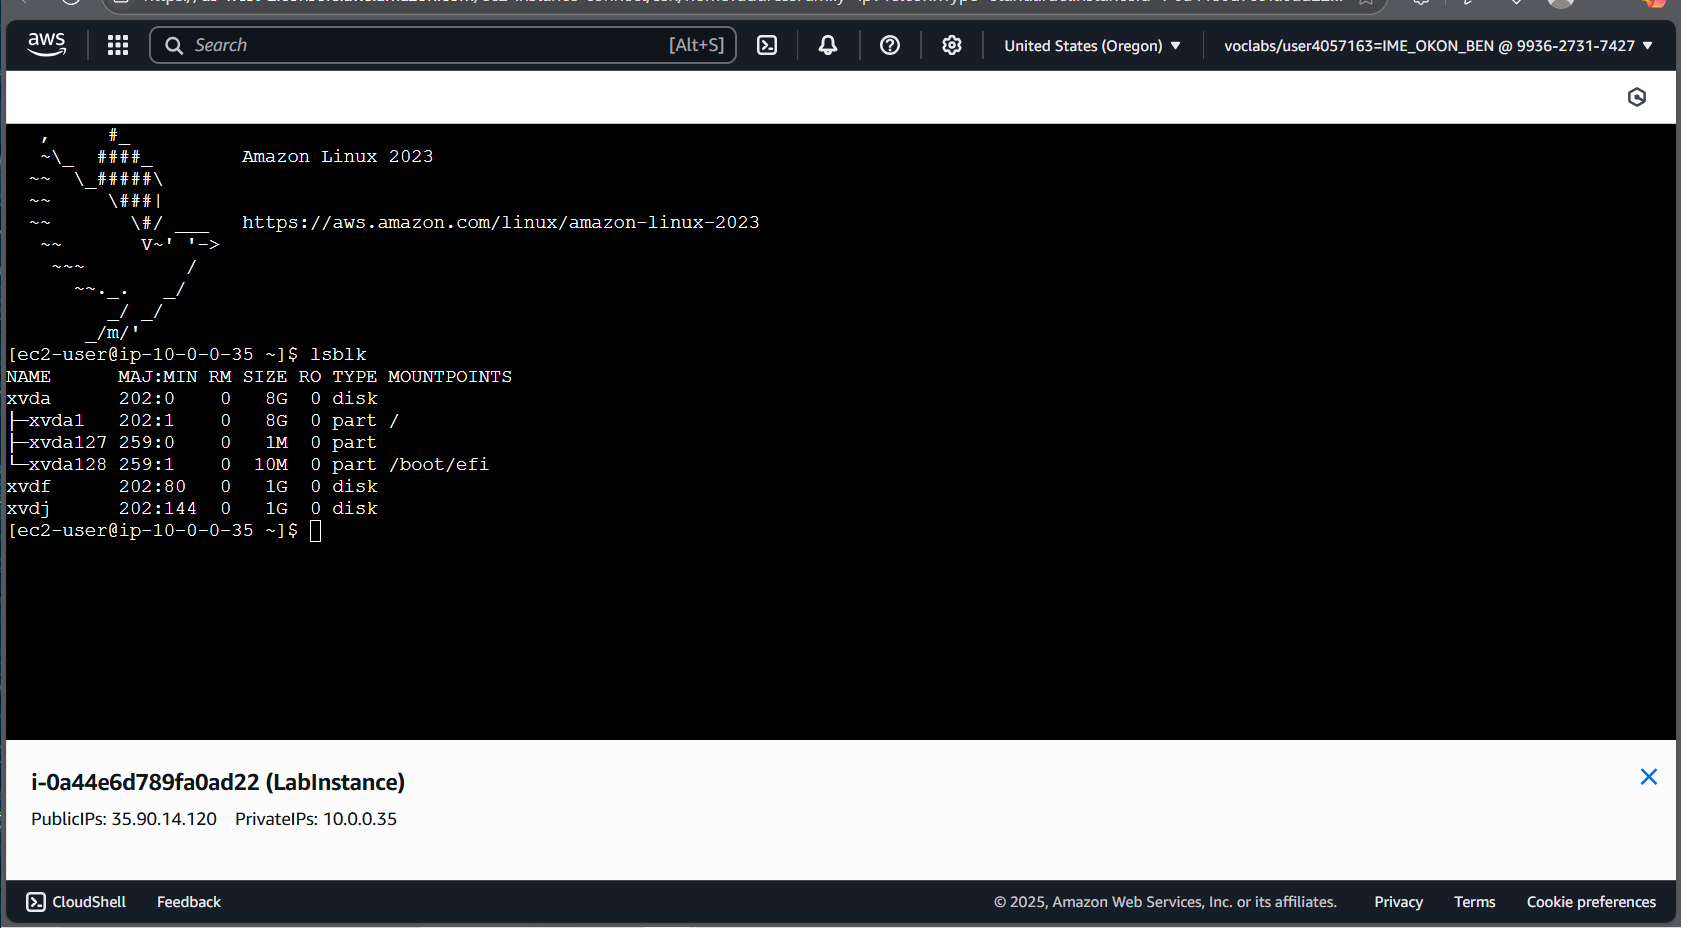 aws
Search [Alt+S]
United States (Oregon) ▼
voclabs/user4057163=IME_OKON_BEN @ 9936-2731-7427 ▼
   ,     #_
   ~\_  ####_        Amazon Linux 2023
  ~~  \_#####\
  ~~     \###|
  ~~       \#/ ___   https://aws.amazon.com/linux/amazon-linux-2023
   ~~       V~' '->
    ~~~         /
      ~~._.   _/
         _/ _/
       _/m/'
[ec2-user@ip-10-0-0-35 ~]$ lsblk
NAME      MAJ:MIN RM SIZE RO TYPE MOUNTPOINTS
xvda      202:0    0   8G  0 disk
├─xvda1   202:1    0   8G  0 part /
├─xvda127 259:0    0   1M  0 part
└─xvda128 259:1    0  10M  0 part /boot/efi
xvdf      202:80   0   1G  0 disk
xvdj      202:144  0   1G  0 disk
[ec2-user@ip-10-0-0-35 ~]$
i-0a44e6d789fa0ad22 (LabInstance)
PublicIPs: 35.90.14.120 PrivateIPs: 10.0.0.35
CloudShell Feedback © 2025, Amazon Web Services, Inc. or its affiliates. Privacy Terms Cookie preferences